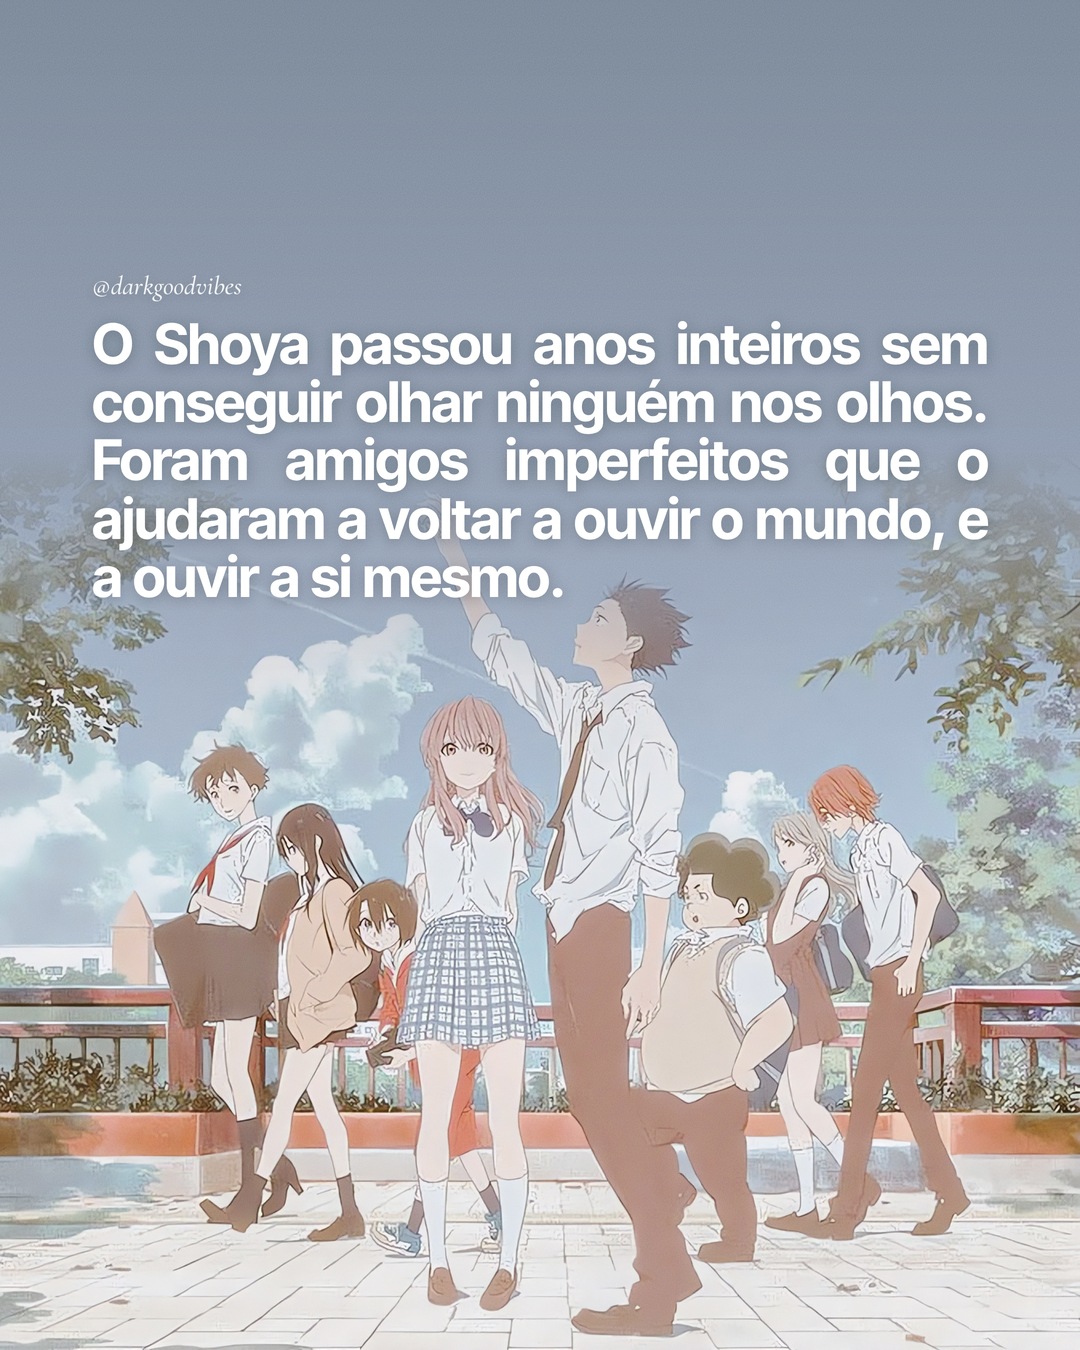 @darkgoodvibes
O Shoya passou anos inteiros sem
conseguir olhar ninguém nos olhos.
Foram amigos imperfeitos que o
ajudaram a voltar a ouvir o mundo, e
a ouvir a si mesmo.